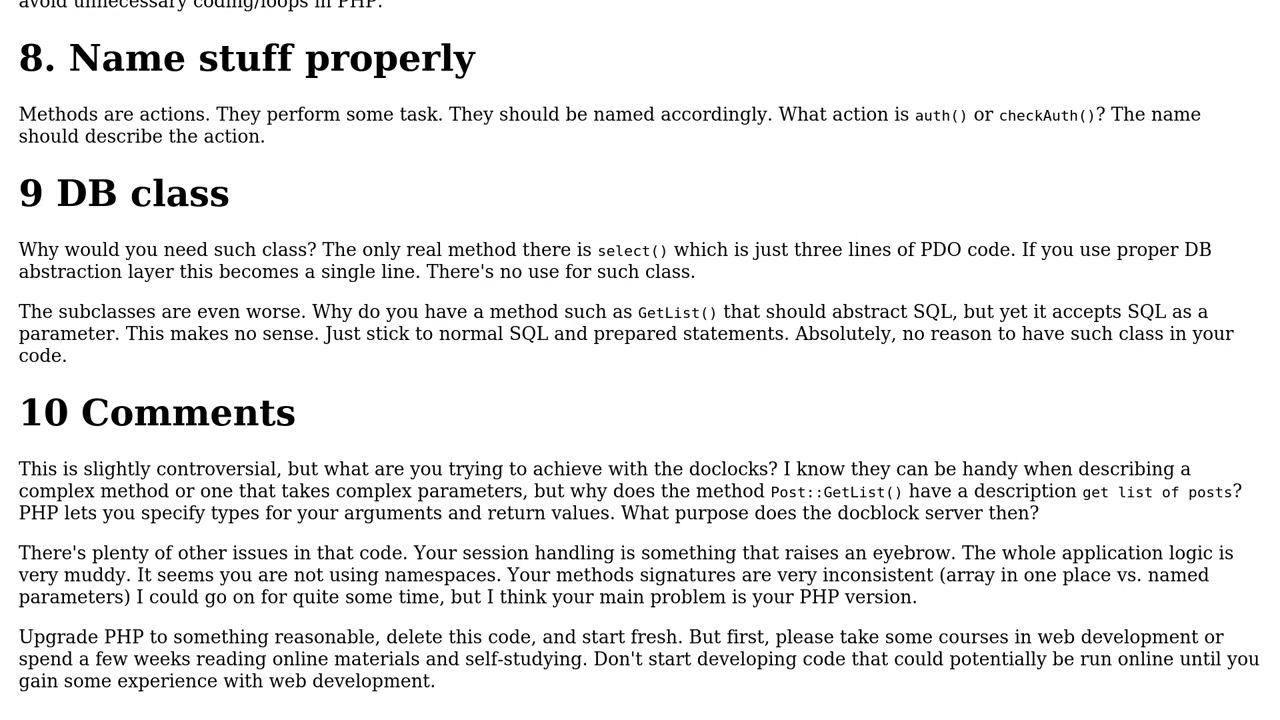 avoid unnecessary coding/loops in PHP.
8. Name stuff properly
Methods are actions. They perform some task. They should be named accordingly. What action is auth() or checkAuth()? The name
should describe the action.
9 DB class
Why would you need such class? The only real method there is select() which is just three lines of PDO code. If you use proper DB
abstraction layer this becomes a single line. There's no use for such class.
The subclasses are even worse. Why do you have a method such as GetList() that should abstract SQL, but yet it accepts SQL as a
parameter. This makes no sense. Just stick to normal SQL and prepared statements. Absolutely, no reason to have such class in your
code.
10 Comments
This is slightly controversial, but what are you trying to achieve with the doclocks? I know they can be handy when describing a
complex method or one that takes complex parameters, but why does the method Post::GetList() have a description get list of posts?
PHP lets you specify types for your arguments and return values. What purpose does the docblock server then?
There's plenty of other issues in that code. Your session handling is something that raises an eyebrow. The whole application logic is
very muddy. It seems you are not using namespaces. Your methods signatures are very inconsistent (array in one place vs. named
parameters) I could go on for quite some time, but I think your main problem is your PHP version.
Upgrade PHP to something reasonable, delete this code, and start fresh. But first, please take some courses in web development or
spend a few weeks reading online materials and self-studying. Don't start developing code that could potentially be run online until you
gain some experience with web development.